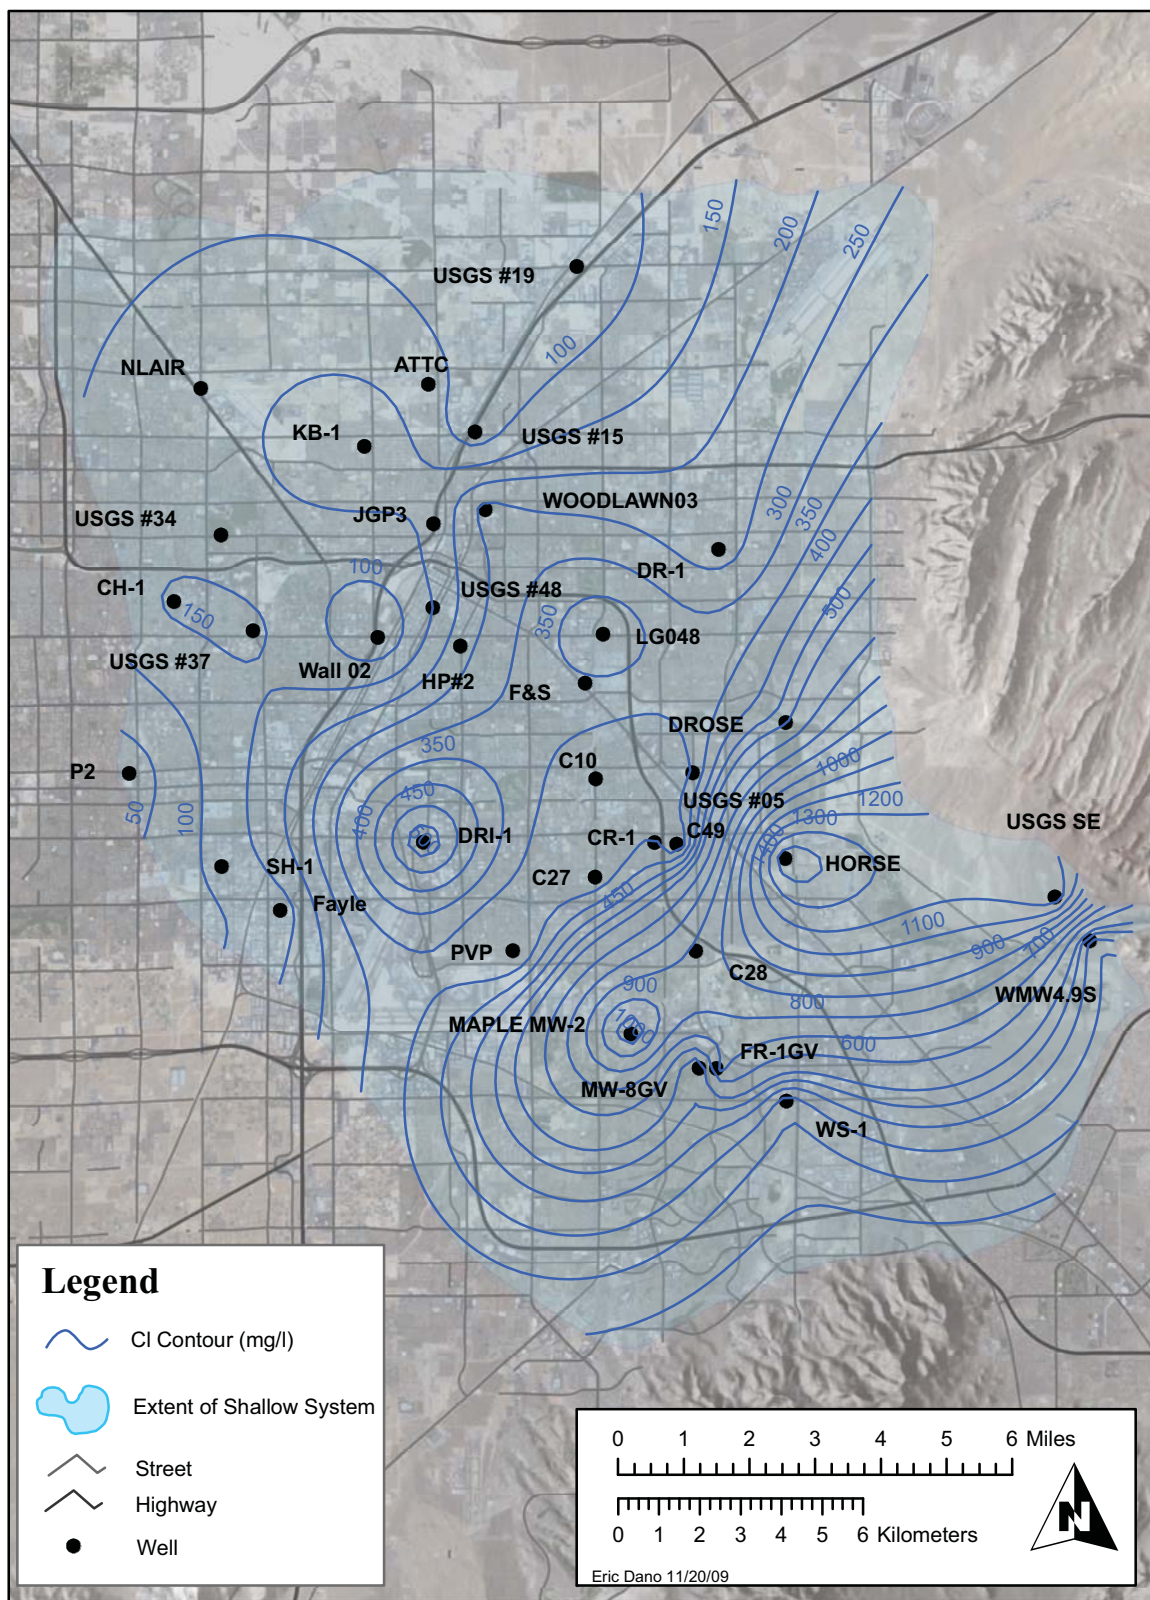 150
200
250
USGS #19
100
NLAIR
ATTC
KB-1
USGS #15
300
350
400
WOODLAWN03
JGP3
USGS #34
DR-1
100
CH-1
150
USGS #48
500
350
LG048
USGS #37
Wall 02
HP#2
F&S
DROSE
350
P2
50
100
C10
1000
450
400
USGS #05
1200
1300
USGS SE
DRI-1
CR-1
C49
1400
HORSE
SH-1
C27
450
Fayle
1100
PVP
900
700
C28
900
WMW4.9S
800
MAPLE MW-2
1000
600
FR-1GV
MW-8GV
WS-1
Legend
Cl Contour (mg/l)
Extent of Shallow System
Street
Highway
Well
0 1 2 3 4 5 6 Miles
0 1 2 3 4 5 6 Kilometers
N
Eric Dano 11/20/09